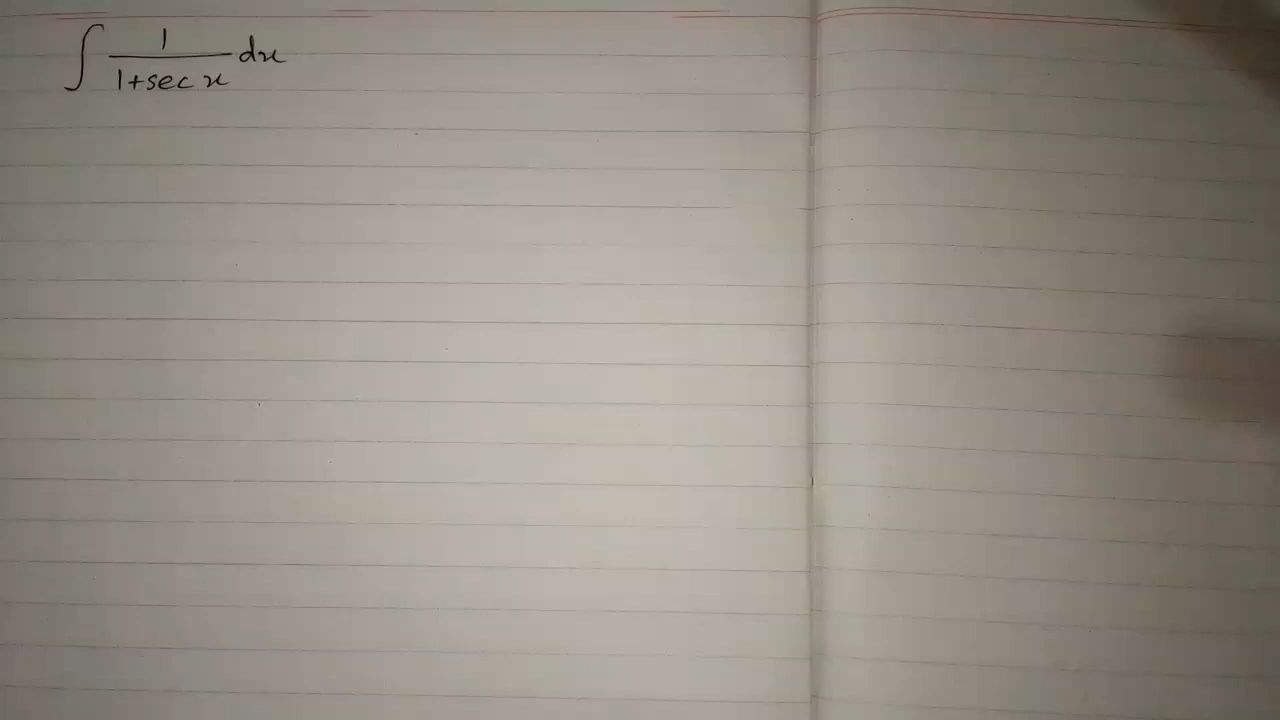 ∫ 1/(1+sec x) dx